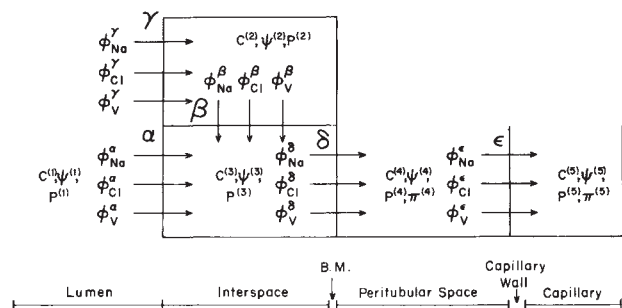 γ
ϕ^γ_Na
C^(2),ψ^(2),P^(2)
ϕ^γ_Cl
ϕ^β_Na ϕ^β_Cl ϕ^β_V
ϕ^γ_V
β
α δ ε
ϕ^α_Na ϕ^δ_Na ϕ^ε_Na
C^(1),ψ^(1), ϕ^α_Cl C^(3),ψ^(3), ϕ^δ_Cl C^(4),ψ^(4), ϕ^ε_Cl C^(5),ψ^(5),
P^(1) P^(3) P^(4),π^(4) P^(5),π^(5)
ϕ^α_V ϕ^δ_V ϕ^ε_V
B.M. Capillary
Wall
Lumen Interspace Peritubular Space Capillary